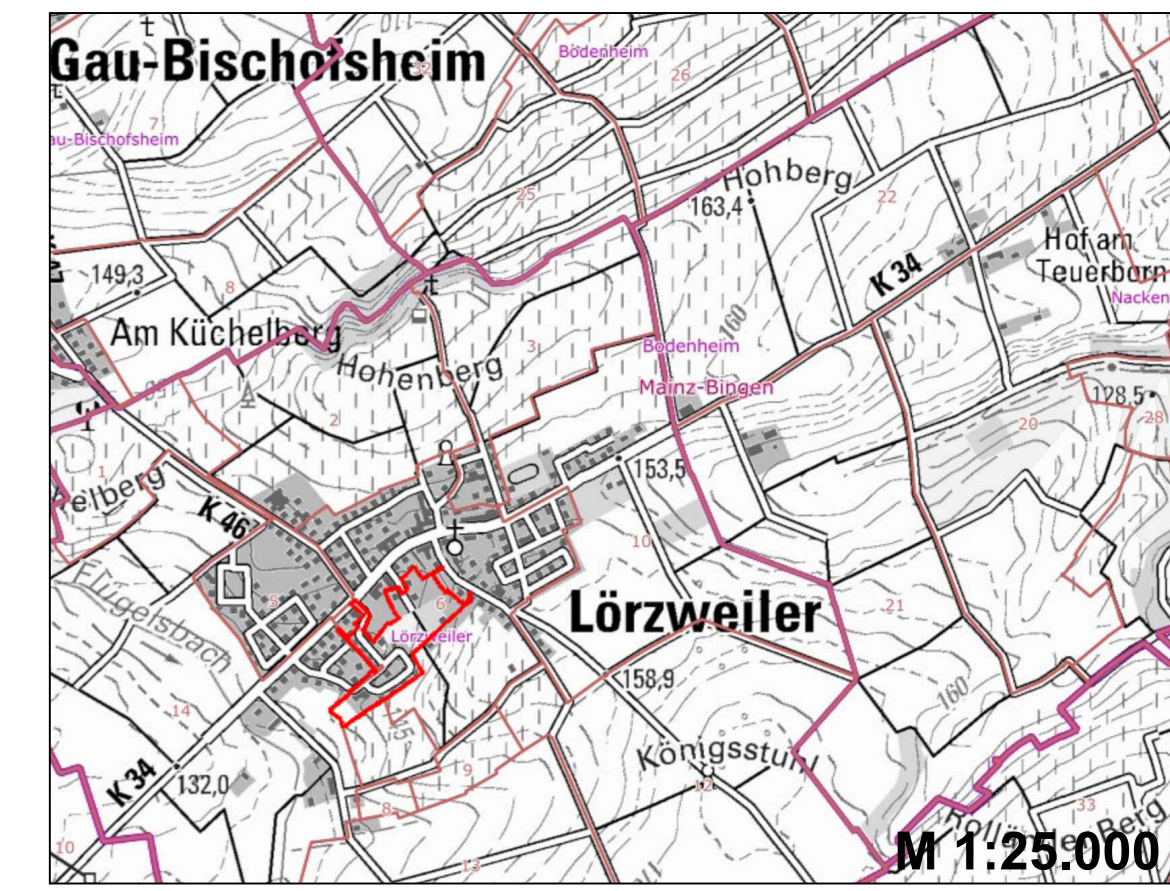 Gau-Bischofsheim
Bodenheim
26
7
au-Bischofsheim
25
Hohberg
163,4
22
Hof am
Teuerborn
K 34
Nacken
149,3
8
Am Küchelberg
160
Hohenberg
3
Bodenheim
Mainz-Bingen
128,5
28
20
2
1
elberg
153,5
K 46
10
Flügelsbach
5
6
Lörzweiler
Lörzweiler
21
158,9
160
14
145
Königsstuhl
9
12
K 34
132,0
8
33
10
13
M 1:25.000